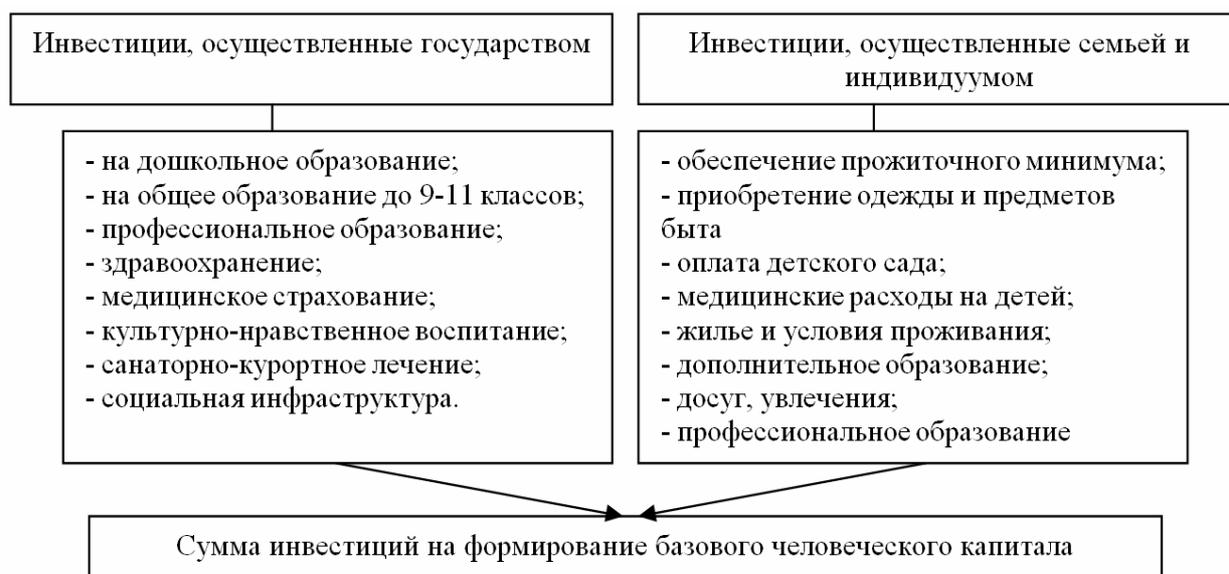 Инвестиции, осуществленные государством
Инвестиции, осуществленные семьей и
индивидуумом
- на дошкольное образование;
- на общее образование до 9-11 классов;
- профессиональное образование;
- здравоохранение;
- медицинское страхование;
- культурно-нравственное воспитание;
- санаторно-курортное лечение;
- социальная инфраструктура.
- обеспечение прожиточного минимума;
- приобретение одежды и предметов
быта
- оплата детского сада;
- медицинские расходы на детей;
- жилье и условия проживания;
- дополнительное образование;
- досуг, увлечения;
- профессиональное образование
Сумма инвестиций на формирование базового человеческого капитала